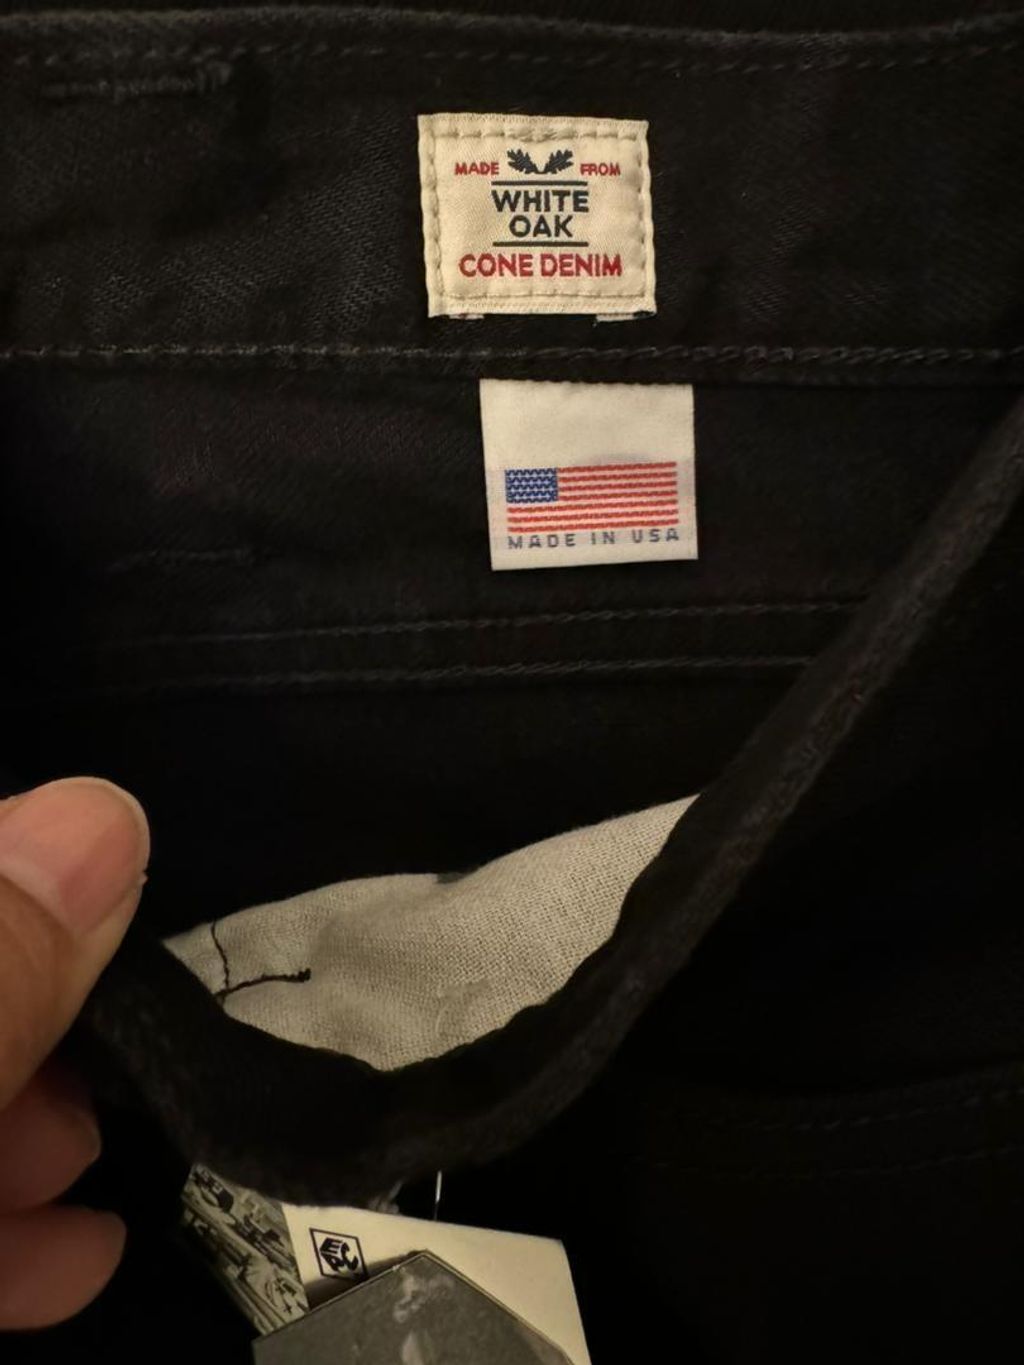 MADE FROM
WHITE
OAK
CONE DENIM
MADE IN USA